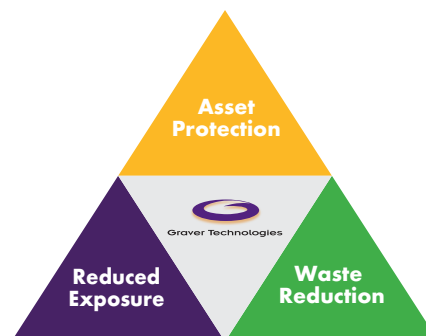 Asset
Protection
Graver Technologies
Reduced
Exposure
Waste
Reduction